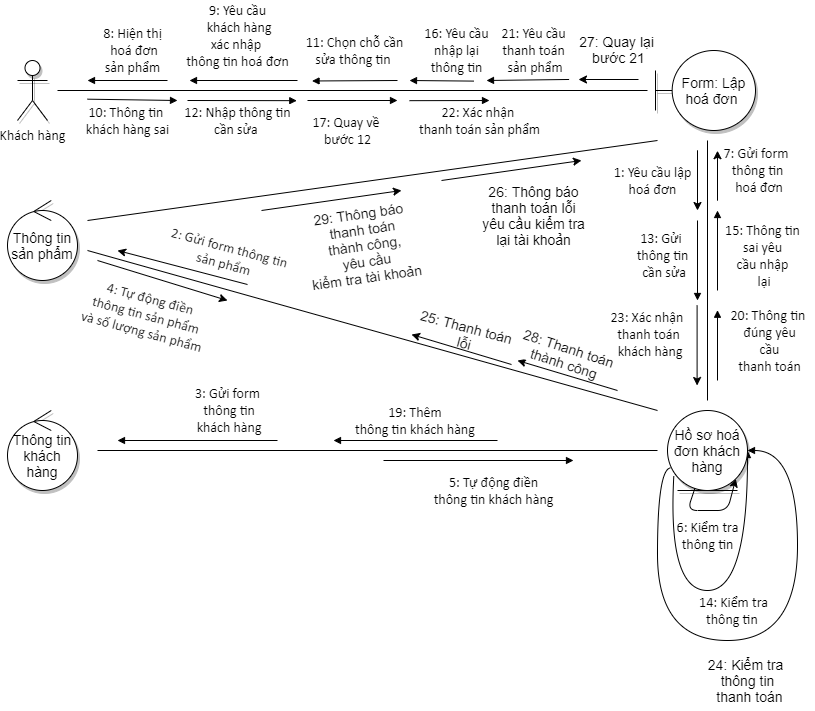 9: Yêu cầu
khách hàng
xác nhập
thông tin hoá đơn
8: Hiện thị
hoá đơn
sản phẩm
11: Chọn chỗ cần
sửa thông tin
16: Yêu cầu
nhập lại
thông tin
21: Yêu cầu
thanh toán
sản phẩm
27: Quay lại
bước 21
Form: Lập
hoá đơn
Khách hàng
10: Thông tin
khách hàng sai
12: Nhập thông tin
cần sửa
17: Quay về
bước 12
22: Xác nhận
thanh toán sản phẩm
1: Yêu cầu lập
hoá đơn
7: Gửi form
thông tin
hoá đơn
Thông tin
sản phẩm
2: Gửi form thông tin
sản phẩm
29: Thông báo
thanh toán
thành công,
yêu cầu
kiểm tra tài khoản
26: Thông báo
thanh toán lỗi
yêu cầu kiểm tra
lại tài khoản
13: Gửi
thông tin
cần sửa
15: Thông tin
sai yêu
cầu nhập
lại
4: Tự động điền
thông tin sản phẩm
và số lượng sản phẩm
25: Thanh toán
lỗi
28: Thanh toán
thành công
23: Xác nhận
thanh toán
khách hàng
20: Thông tin
đúng yêu
cầu
thanh toán
3: Gửi form
thông tin
khách hàng
19: Thêm
thông tin khách hàng
Thông tin
khách
hàng
Hồ sơ hoá
đơn khách
hàng
5: Tự động điền
thông tin khách hàng
6: Kiểm tra
thông tin
14: Kiểm tra
thông tin
24: Kiểm tra
thông tin
thanh toán